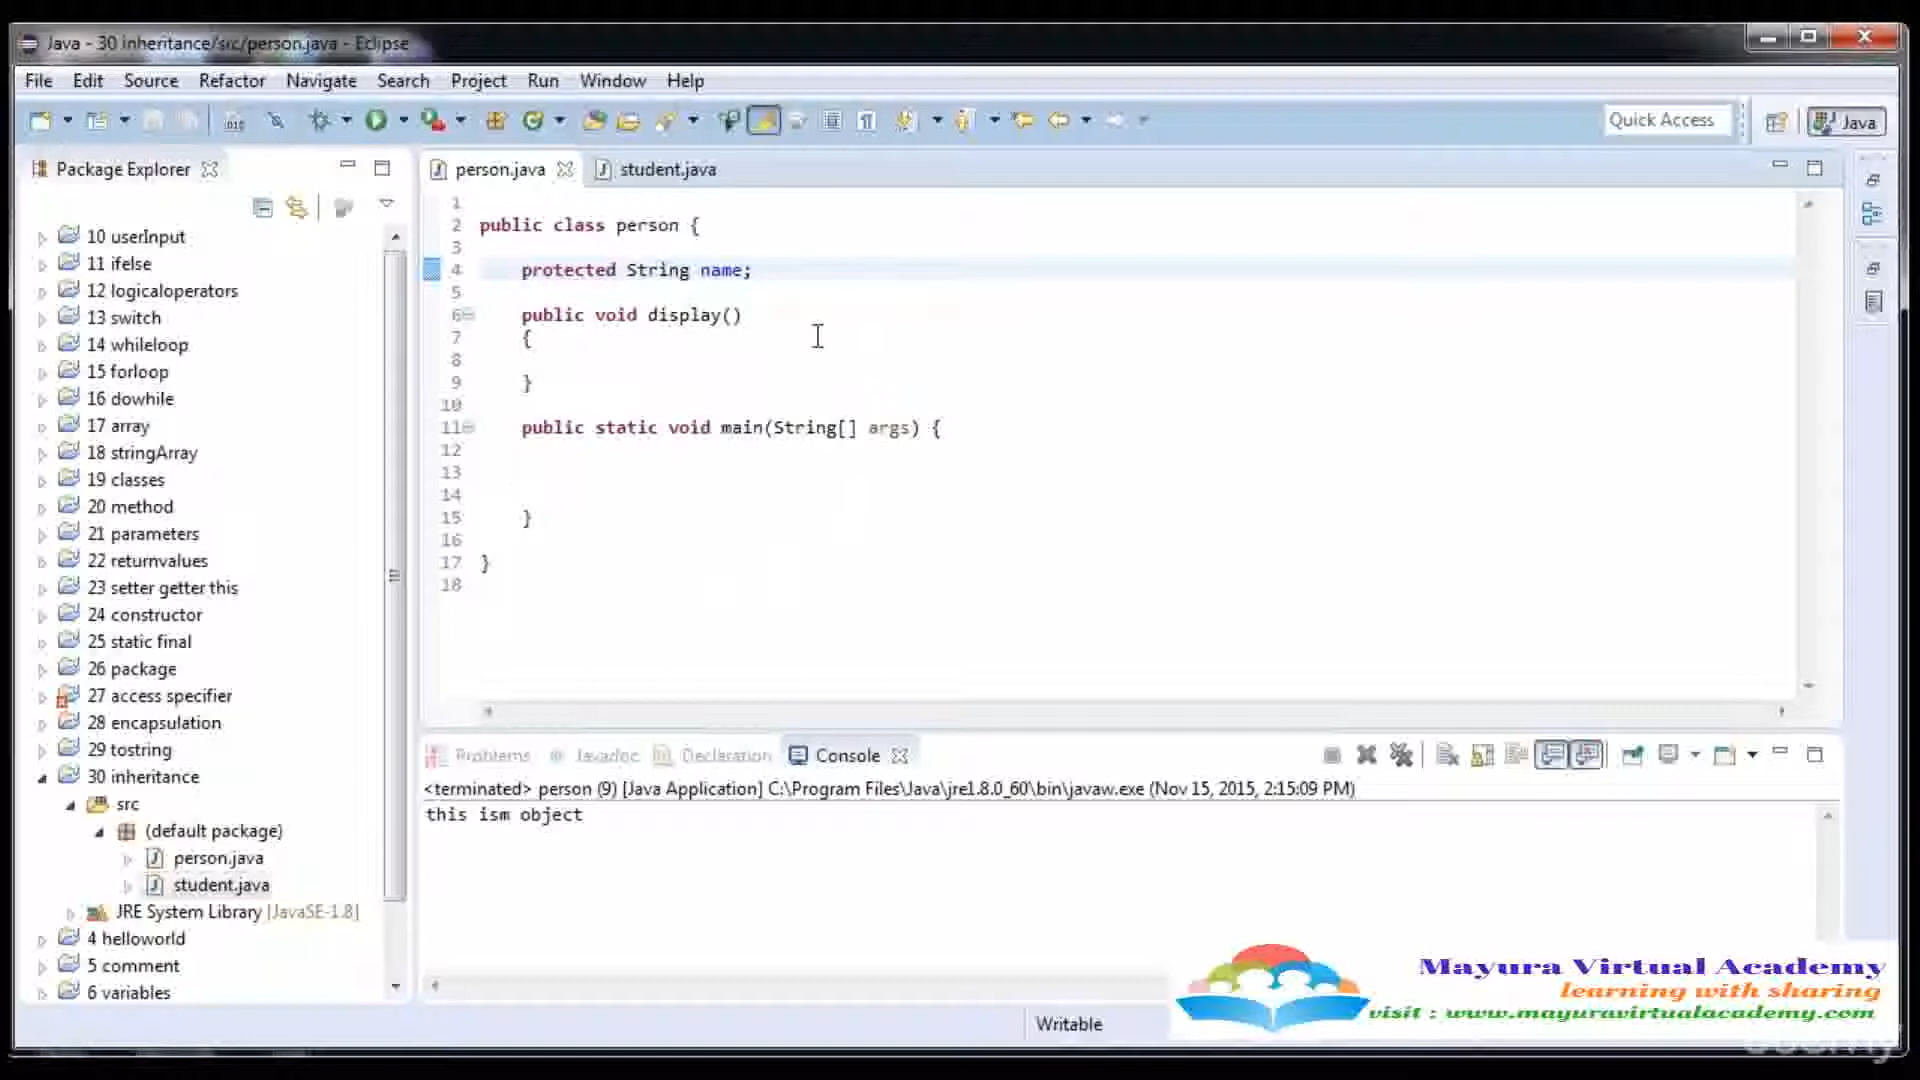 Java - 30 inheritance/src/person.java - Eclipse
File Edit Source Refactor Navigate Search Project Run Window Help
Quick Access
Java
Package Explorer
10 userInput
11 ifelse
12 logicaloperators
13 switch
14 whileloop
15 forloop
16 dowhile
17 array
18 stringArray
19 classes
20 method
21 parameters
22 returnvalues
23 setter getter this
24 constructor
25 static final
26 package
27 access specifier
28 encapsulation
29 tostring
30 inheritance
src
(default package)
person.java
student.java
JRE System Library [JavaSE-1.8]
4 helloworld
5 comment
6 variables
person.java student.java
1
2 public class person {
3
4 protected String name;
5
6 public void display()
7 {
8
9 }
10
11 public static void main(String[] args) {
12
13
14
15 }
16
17 }
18
Problems Javadoc Declaration Console
<terminated> person (9) [Java Application] C:\Program Files\Java\jre1.8.0_60\bin\javaw.exe (Nov 15, 2015, 2:15:09 PM)
this ism object
Writable
Mayura Virtual Academy
learning with sharing
visit : www.mayuravirtualacademy.com